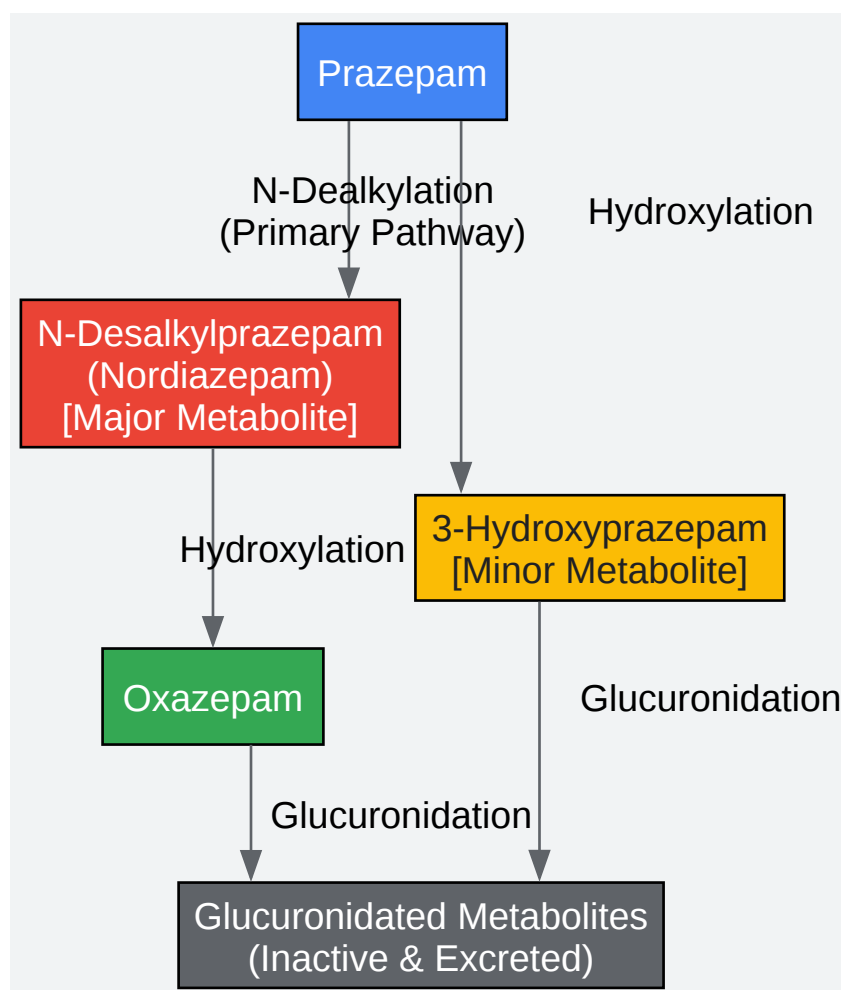 Prazepam
N-Dealkylation
(Primary Pathway)
Hydroxylation
N-Desalkylprazepam
(Nordiazepam)
[Major Metabolite]
Hydroxylation
3-Hydroxyprazepam
[Minor Metabolite]
Oxazepam
Glucuronidation
Glucuronidation
Glucuronidated Metabolites
(Inactive & Excreted)